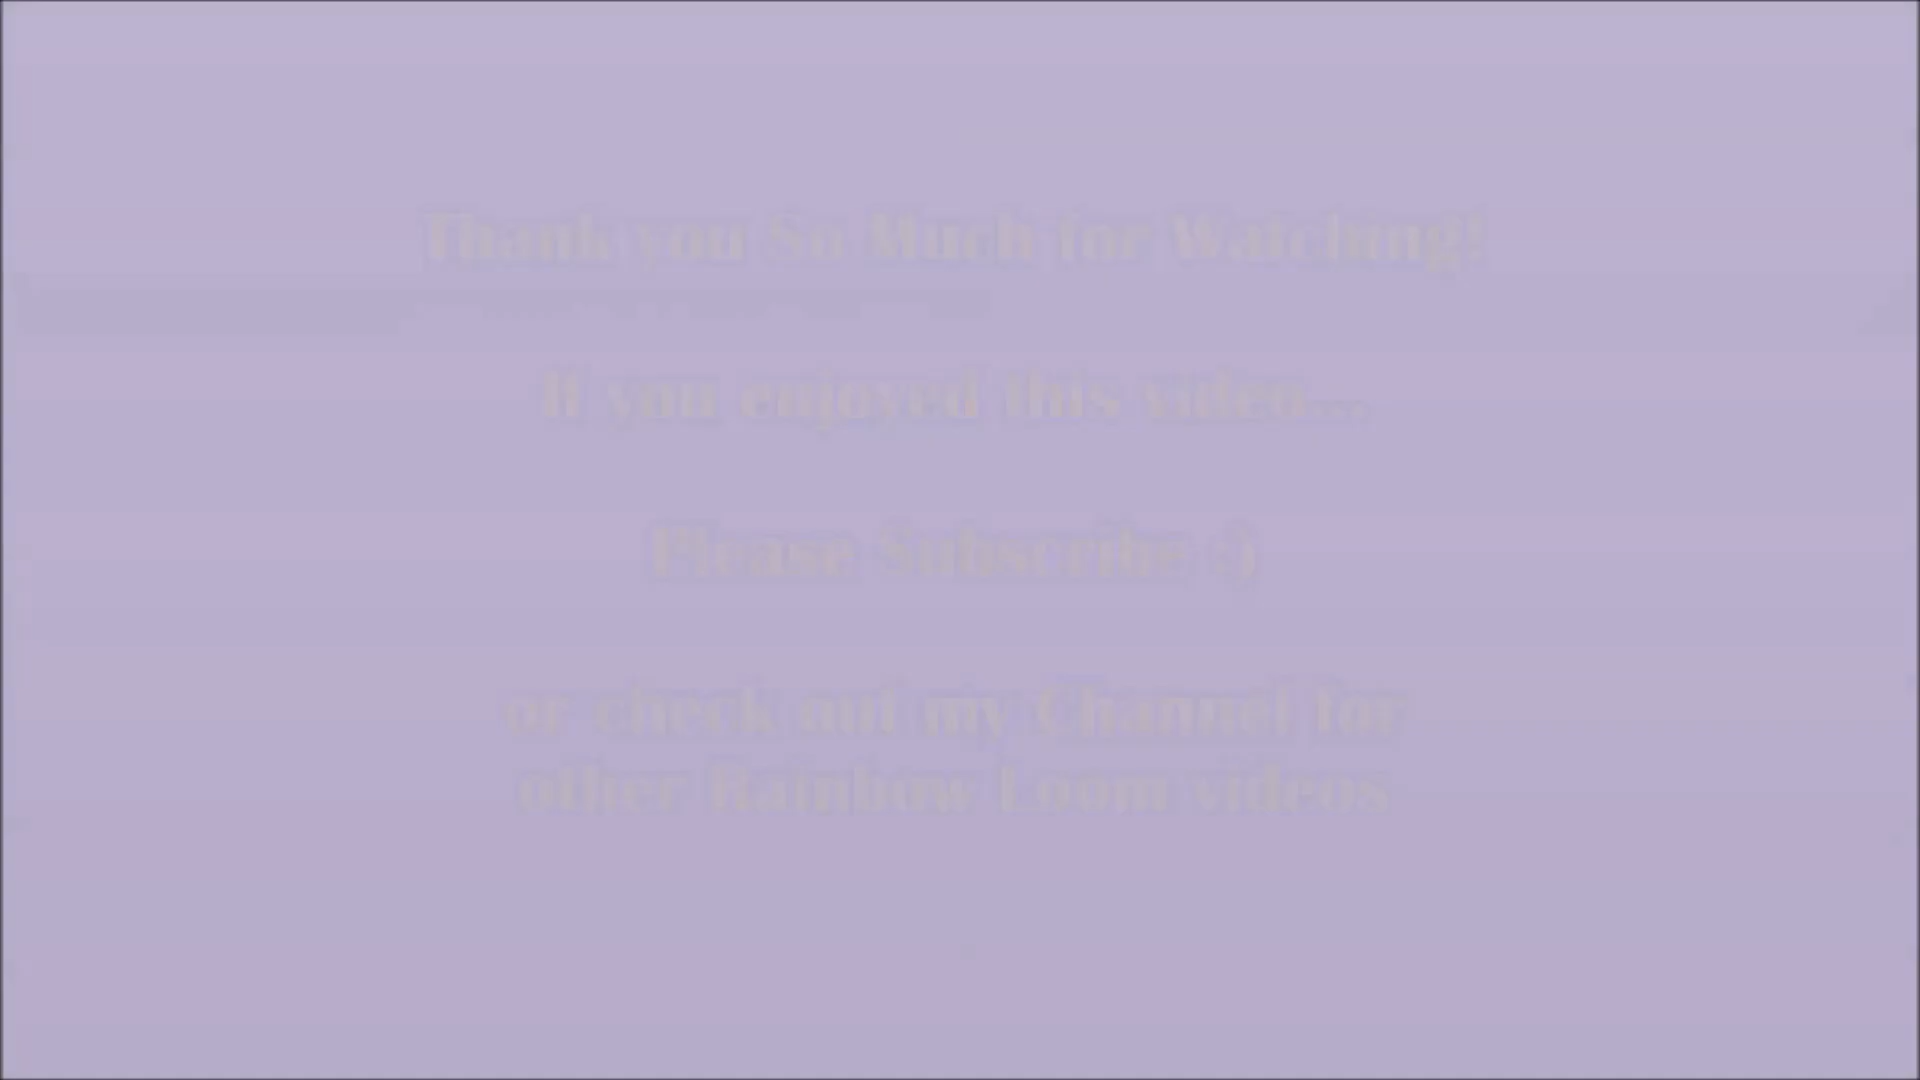 Thank you So Much for Watching!
If you enjoyed this video...
Please Subscribe :)
or check out my Channel for
other Rainbow Loom videos